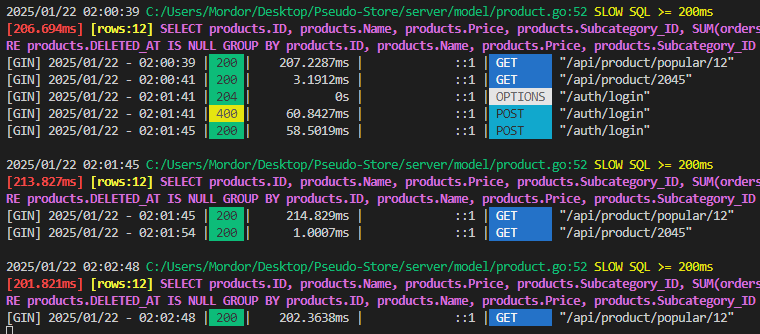 2025/01/22 02:00:39 C:/Users/Mordor/Desktop/Pseudo-Store/server/model/product.go:52 SLOW SQL >= 200ms
[206.694ms] [rows:12] SELECT products.ID, products.Name, products.Price, products.Subcategory_ID, SUM(orders
RE products.DELETED_AT IS NULL GROUP BY products.ID, products.Name, products.Price, products.Subcategory_ID
[GIN] 2025/01/22 - 02:00:39 | 200 | 207.2287ms | ::1 | GET "/api/product/popular/12"
[GIN] 2025/01/22 - 02:00:41 | 200 | 3.1912ms | ::1 | GET "/api/product/2045"
[GIN] 2025/01/22 - 02:01:41 | 204 | 0s | ::1 | OPTIONS "/auth/login"
[GIN] 2025/01/22 - 02:01:41 | 400 | 60.8427ms | ::1 | POST "/auth/login"
[GIN] 2025/01/22 - 02:01:45 | 200 | 58.5019ms | ::1 | POST "/auth/login"
2025/01/22 02:01:45 C:/Users/Mordor/Desktop/Pseudo-Store/server/model/product.go:52 SLOW SQL >= 200ms
[213.827ms] [rows:12] SELECT products.ID, products.Name, products.Price, products.Subcategory_ID, SUM(orders
RE products.DELETED_AT IS NULL GROUP BY products.ID, products.Name, products.Price, products.Subcategory_ID
[GIN] 2025/01/22 - 02:01:45 | 200 | 214.829ms | ::1 | GET "/api/product/popular/12"
[GIN] 2025/01/22 - 02:01:54 | 200 | 1.0007ms | ::1 | GET "/api/product/2045"
2025/01/22 02:02:48 C:/Users/Mordor/Desktop/Pseudo-Store/server/model/product.go:52 SLOW SQL >= 200ms
[201.821ms] [rows:12] SELECT products.ID, products.Name, products.Price, products.Subcategory_ID, SUM(orders
RE products.DELETED_AT IS NULL GROUP BY products.ID, products.Name, products.Price, products.Subcategory_ID
[GIN] 2025/01/22 - 02:02:48 | 200 | 202.3638ms | ::1 | GET "/api/product/popular/12"